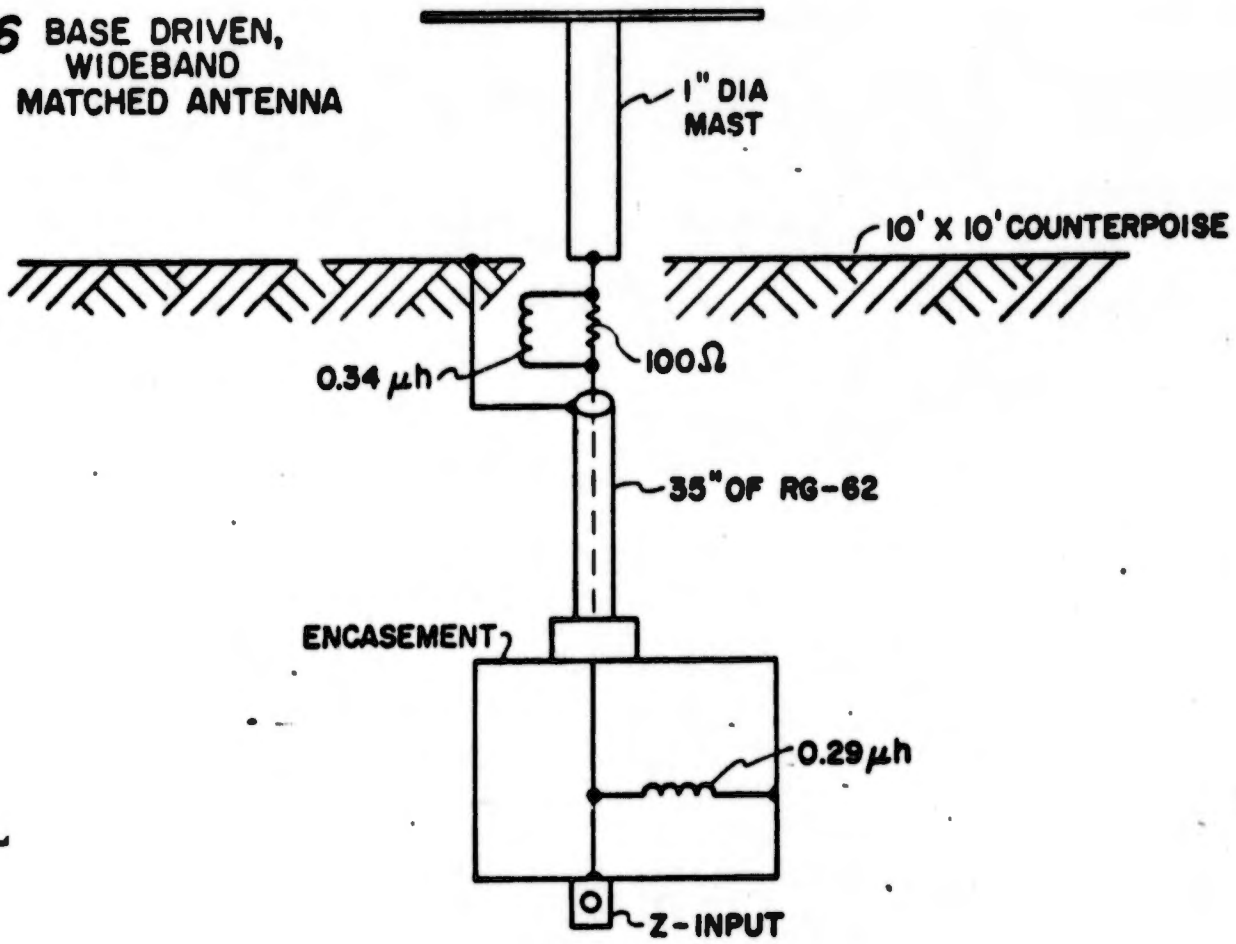 6 BASE DRIVEN,
WIDEBAND
MATCHED ANTENNA
1" DIA
MAST
10' X 10' COUNTERPOISE
0.34 μh
100Ω
35" OF RG-62
ENCASEMENT
0.29 μh
Z-INPUT